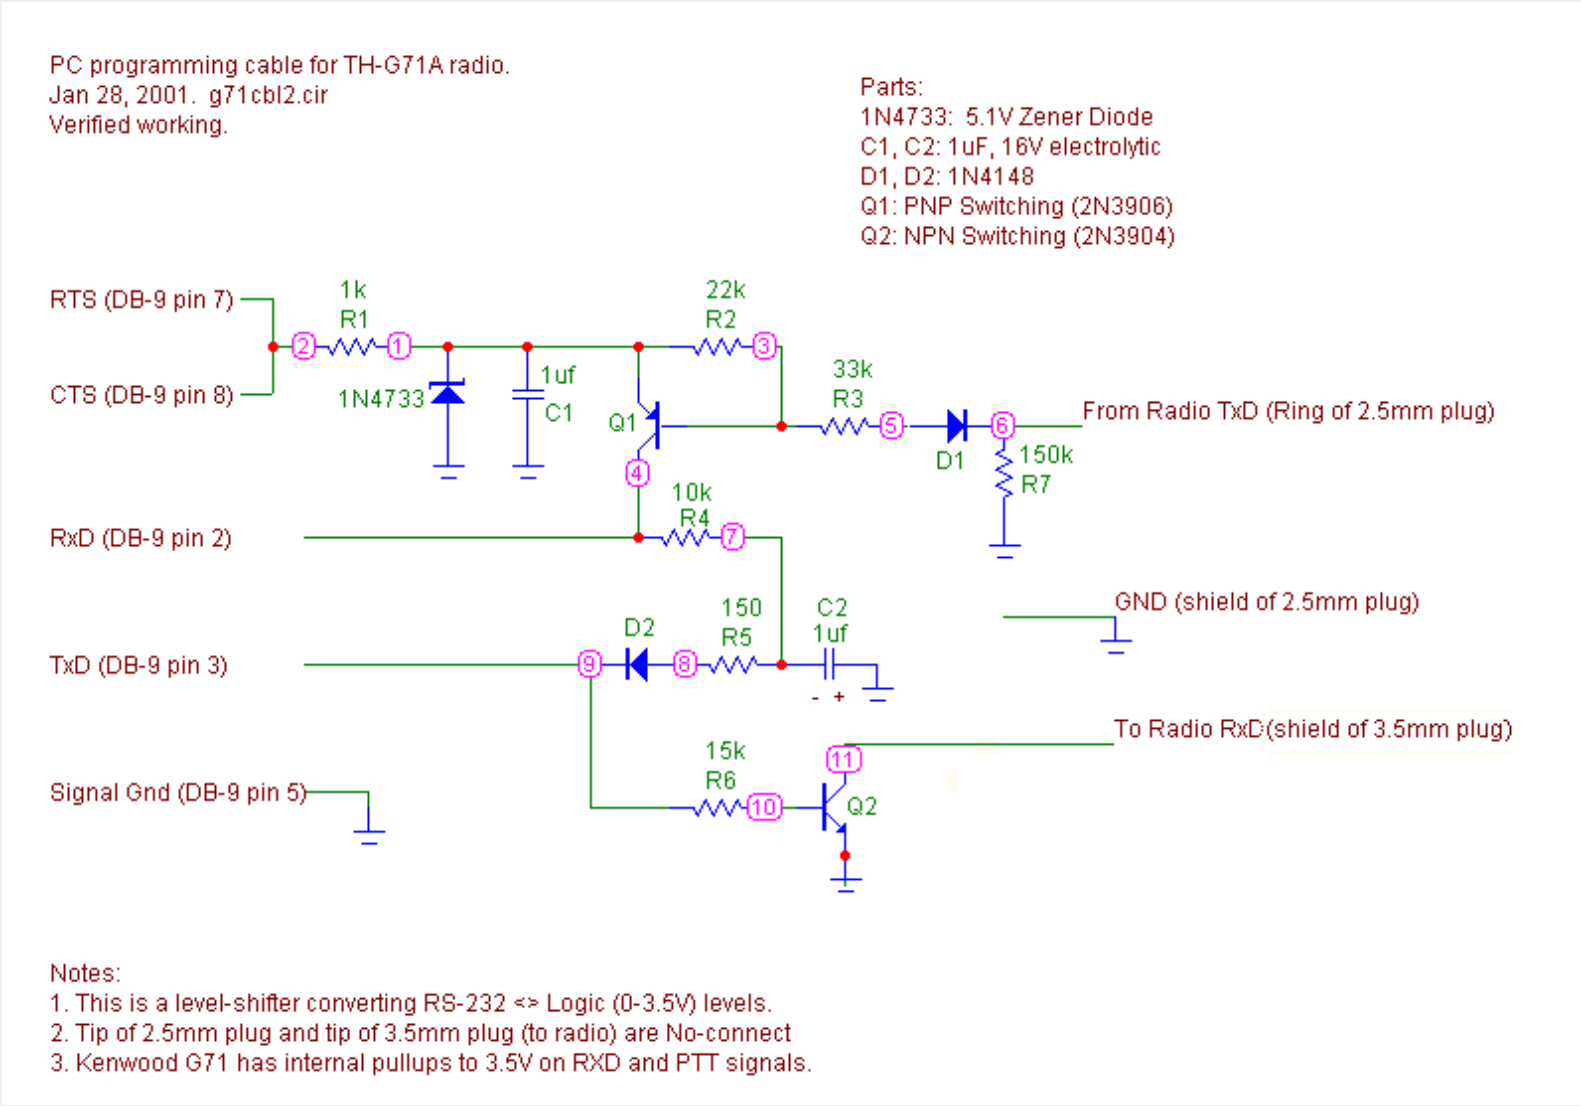 PC programming cable for TH-G71A radio.
Jan 28, 2001. g71cbl2.cir
Verified working.
Parts:
1N4733: 5.1V Zener Diode
C1, C2: 1uF, 16V electrolytic
D1, D2: 1N4148
Q1: PNP Switching (2N3906)
Q2: NPN Switching (2N3904)
RTS (DB-9 pin 7)
1k
R1
22k
R2
2
1
3
CTS (DB-9 pin 8)
1N4733
1uf
C1
Q1
33k
R3
5
D1
6
From Radio TxD (Ring of 2.5mm plug)
150k
R7
4
10k
R4
7
RxD (DB-9 pin 2)
GND (shield of 2.5mm plug)
150
R5
C2
1uf
D2
TxD (DB-9 pin 3)
9
8
- +
To Radio RxD(shield of 3.5mm plug)
11
15k
R6
10
Q2
Signal Gnd (DB-9 pin 5)
Notes:
1. This is a level-shifter converting RS-232 <> Logic (0-3.5V) levels.
2. Tip of 2.5mm plug and tip of 3.5mm plug (to radio) are No-connect
3. Kenwood G71 has internal pullups to 3.5V on RXD and PTT signals.